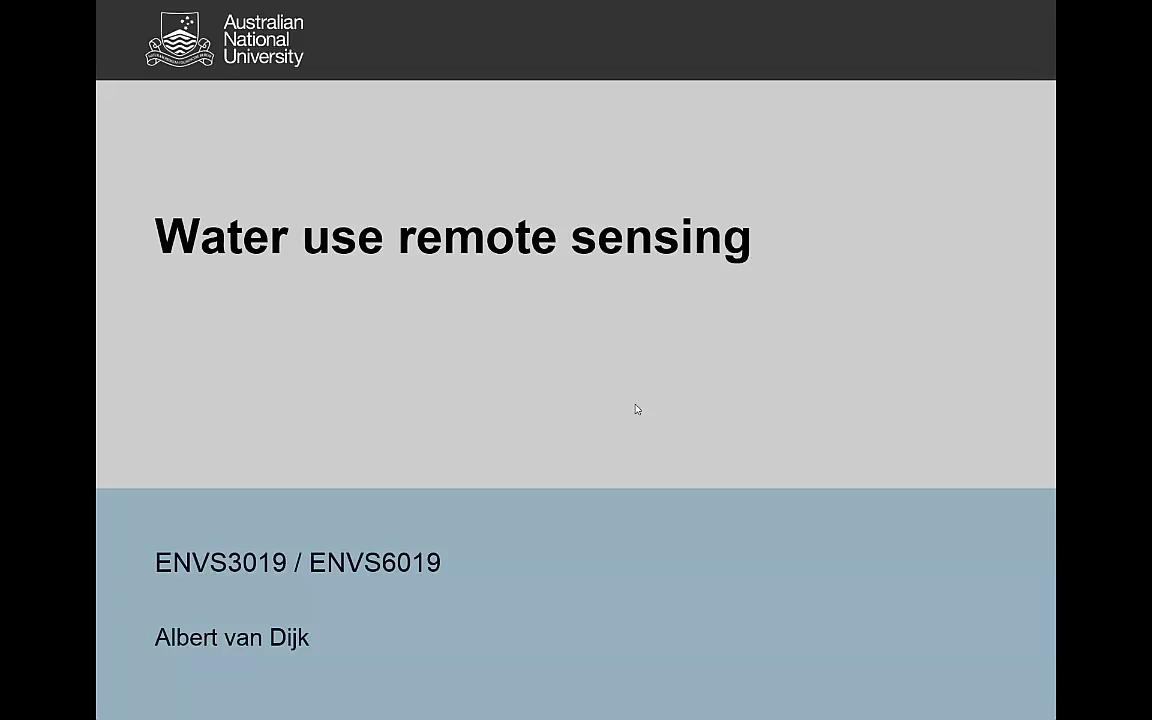 Australian
National
University
Water use remote sensing
ENVS3019 / ENVS6019
Albert van Dijk